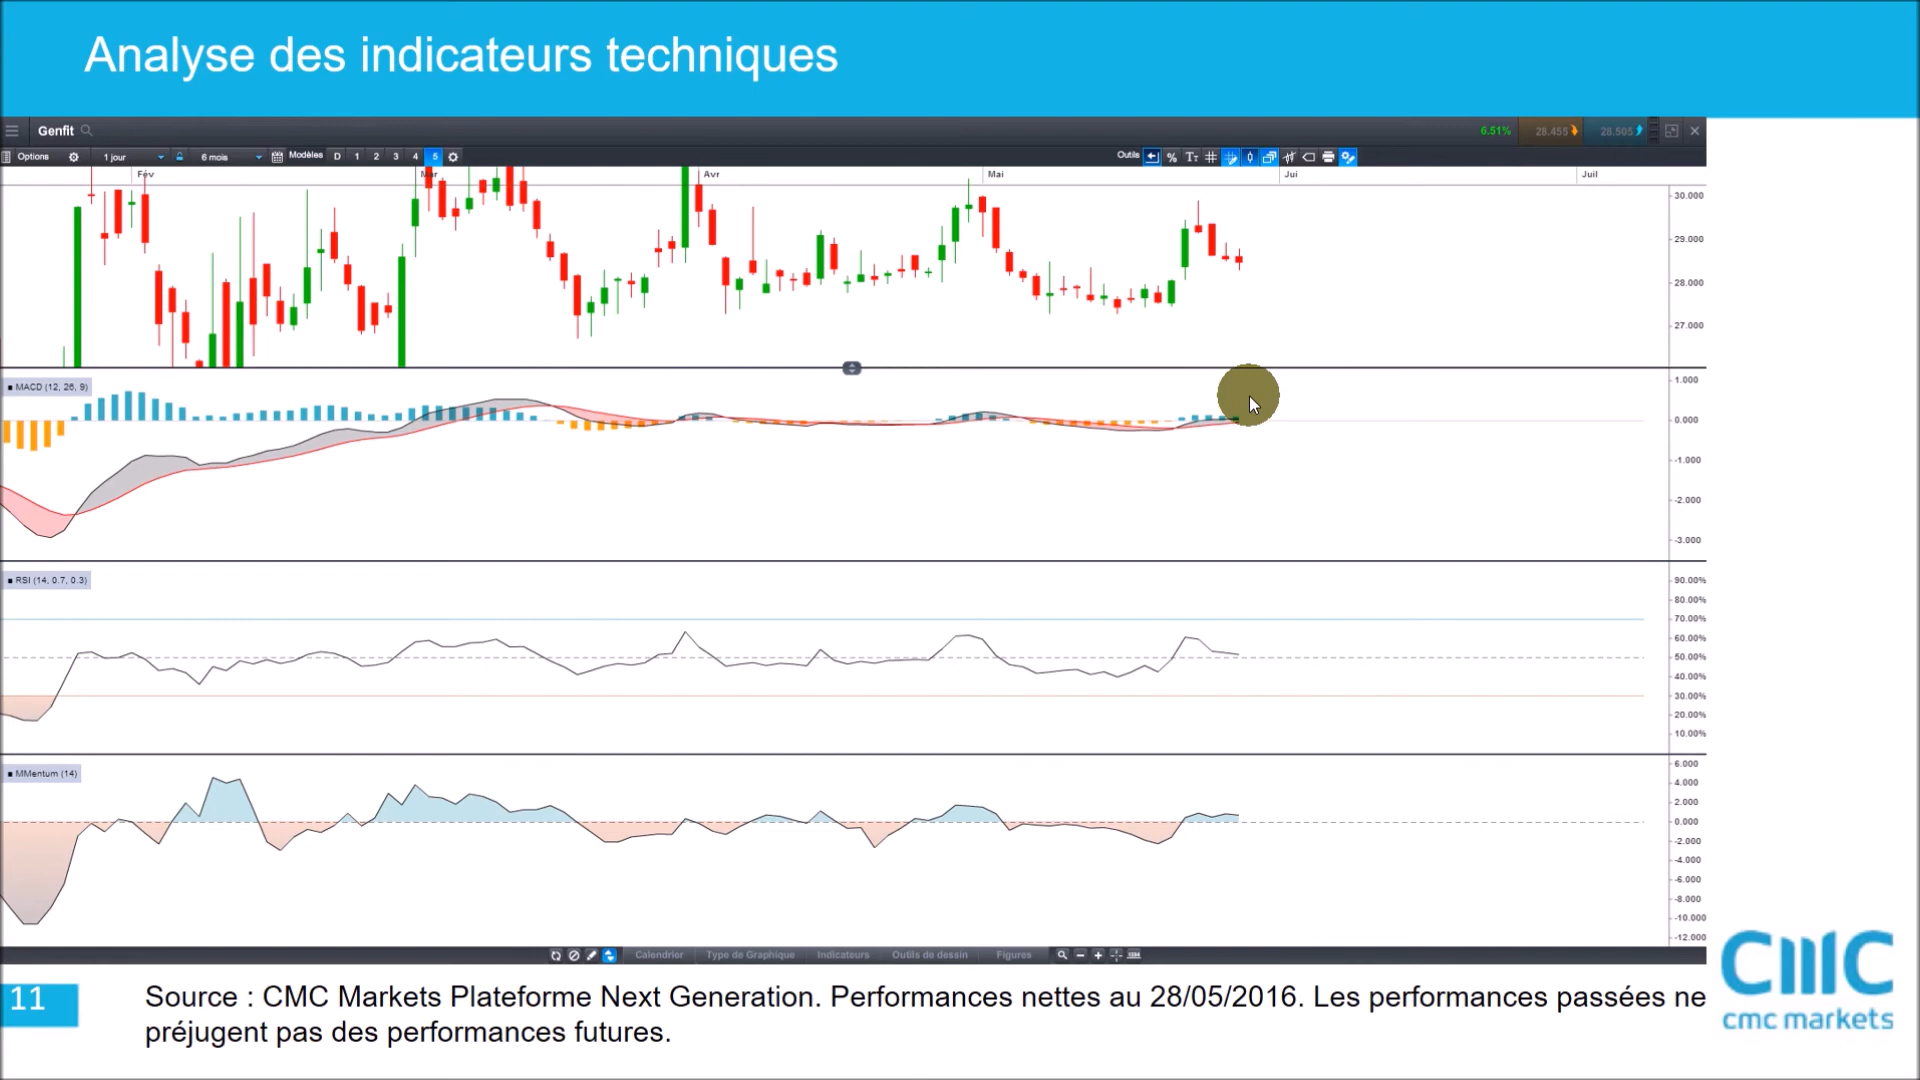 Analyse des indicateurs techniques
Genfit
6.51%
28.455
28.505
Options
1 jour
6 mois
Modèles
D
1
2
3
4
5
Outils
Fév
Mar
Avr
Mai
Jui
Juil
30.000
29.000
28.000
27.000
MACD (12, 26, 9)
1.000
0.000
-1.000
-2.000
-3.000
RSI (14, 0.7, 0.3)
90.00%
80.00%
70.00%
60.00%
50.00%
40.00%
30.00%
20.00%
10.00%
MMentum (14)
6.000
4.000
2.000
0.000
-2.000
-4.000
-6.000
-8.000
-10.000
-12.000
Calendrier
Type de Graphique
Indicateurs
Outils de dessin
Figures
11
Source : CMC Markets Plateforme Next Generation. Performances nettes au 28/05/2016. Les performances passées ne
préjugent pas des performances futures.
CMC
cmc markets